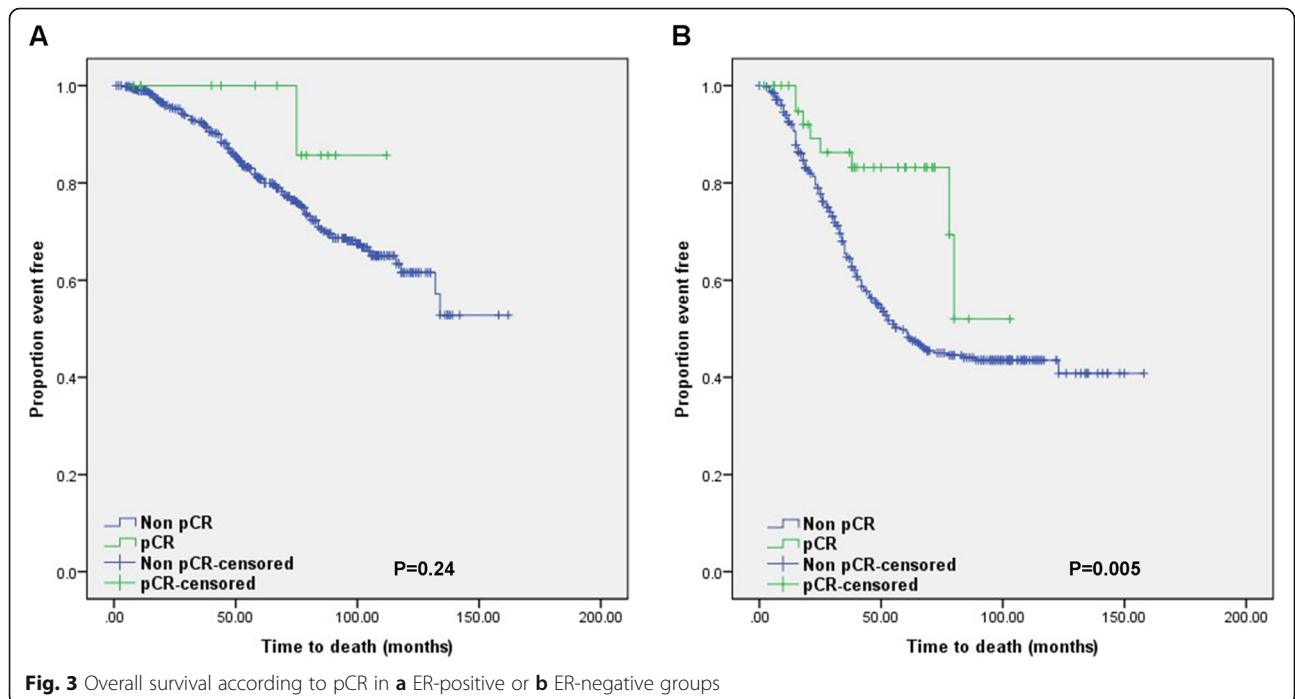 A
Proportion event free
1.0
0.8
0.6
0.4
0.2
0.0
Non pCR
pCR
Non pCR-censored
pCR-censored
P=0.24
.00 50.00 100.00 150.00 200.00
Time to death (months)
B
Proportion event free
1.0
0.8
0.6
0.4
0.2
0.0
Non pCR
pCR
Non pCR-censored
pCR-censored
P=0.005
.00 50.00 100.00 150.00 200.00
Time to death (months)
Fig. 3 Overall survival according to pCR in a ER-positive or b ER-negative groups